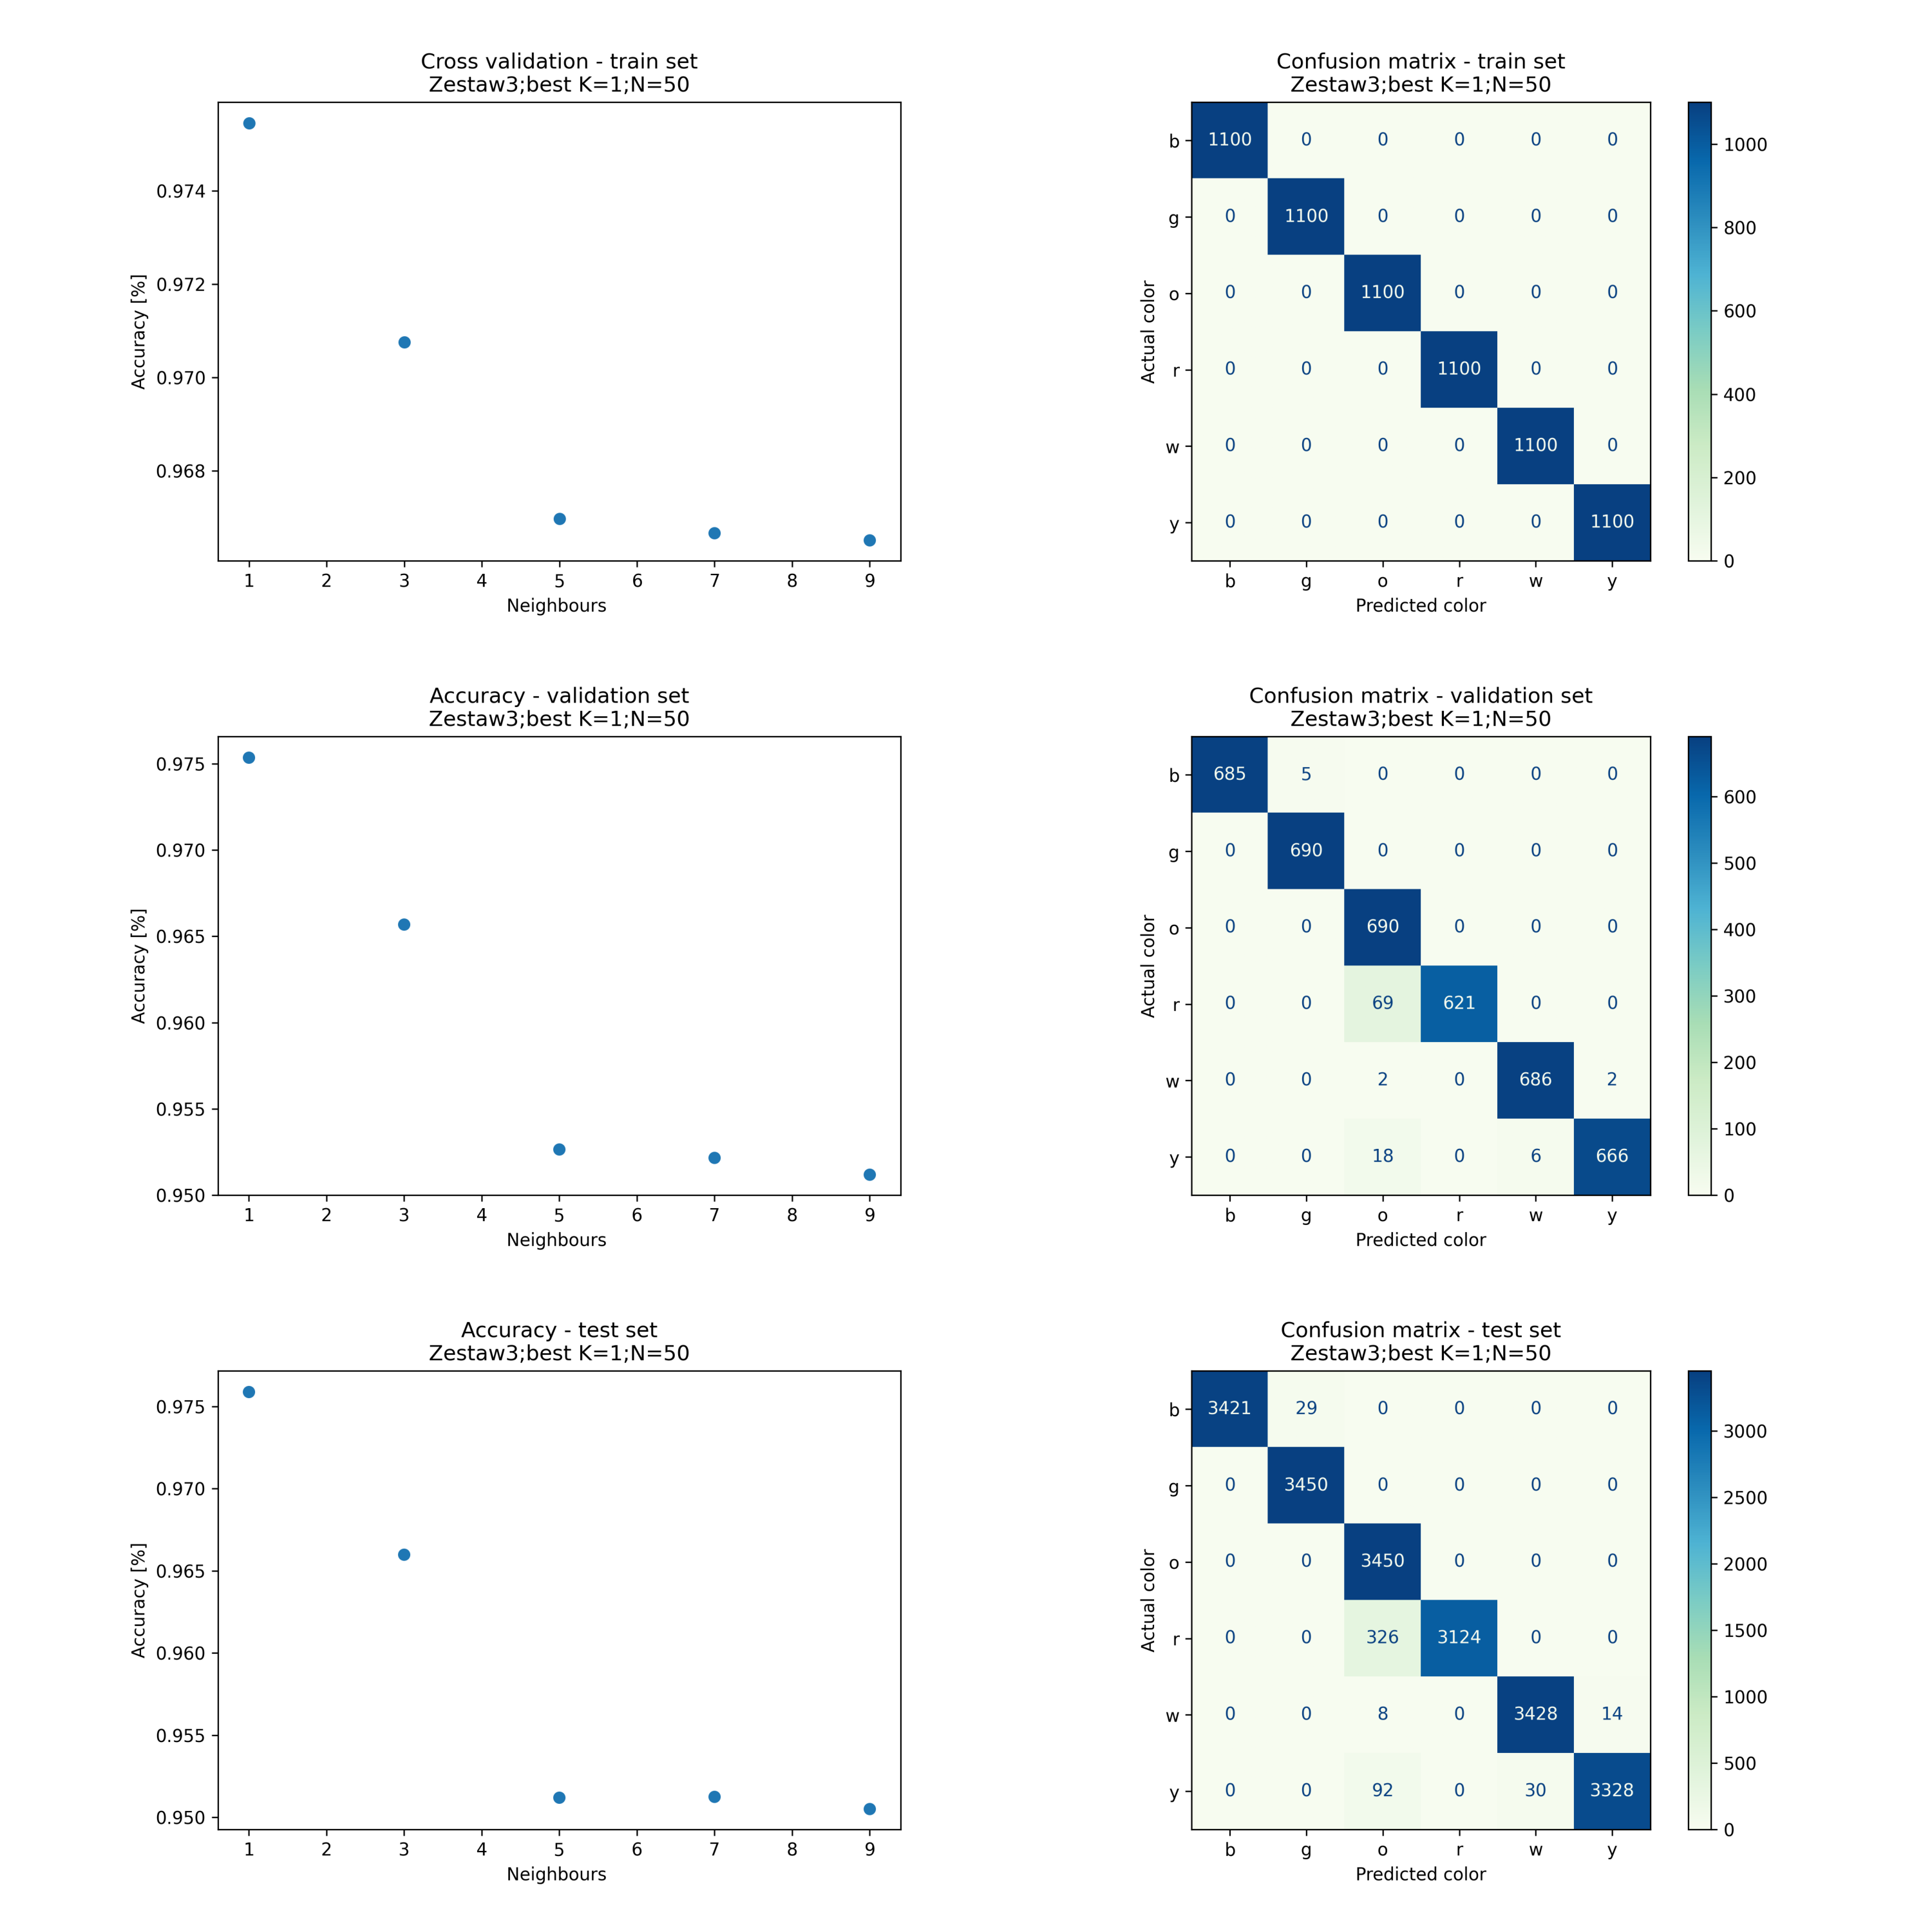 Cross validation - train set
Zestaw3;best K=1;N=50
Accuracy [%]
0.974
0.972
0.970
0.968
1 2 3 4 5 6 7 8 9
Neighbours
Confusion matrix - train set
Zestaw3;best K=1;N=50
Actual color
b 1100 0 0 0 0 0
g 0 1100 0 0 0 0
o 0 0 1100 0 0 0
r 0 0 0 1100 0 0
w 0 0 0 0 1100 0
y 0 0 0 0 0 1100
b g o r w y
Predicted color
1000
800
600
400
200
0
Accuracy - validation set
Zestaw3;best K=1;N=50
Accuracy [%]
0.975
0.970
0.965
0.960
0.955
0.950
1 2 3 4 5 6 7 8 9
Neighbours
Confusion matrix - validation set
Zestaw3;best K=1;N=50
Actual color
b 685 5 0 0 0 0
g 0 690 0 0 0 0
o 0 0 690 0 0 0
r 0 0 69 621 0 0
w 0 0 2 0 686 2
y 0 0 18 0 6 666
b g o r w y
Predicted color
600
500
400
300
200
100
0
Accuracy - test set
Zestaw3;best K=1;N=50
Accuracy [%]
0.975
0.970
0.965
0.960
0.955
0.950
1 2 3 4 5 6 7 8 9
Neighbours
Confusion matrix - test set
Zestaw3;best K=1;N=50
Actual color
b 3421 29 0 0 0 0
g 0 3450 0 0 0 0
o 0 0 3450 0 0 0
r 0 0 326 3124 0 0
w 0 0 8 0 3428 14
y 0 0 92 0 30 3328
b g o r w y
Predicted color
3000
2500
2000
1500
1000
500
0